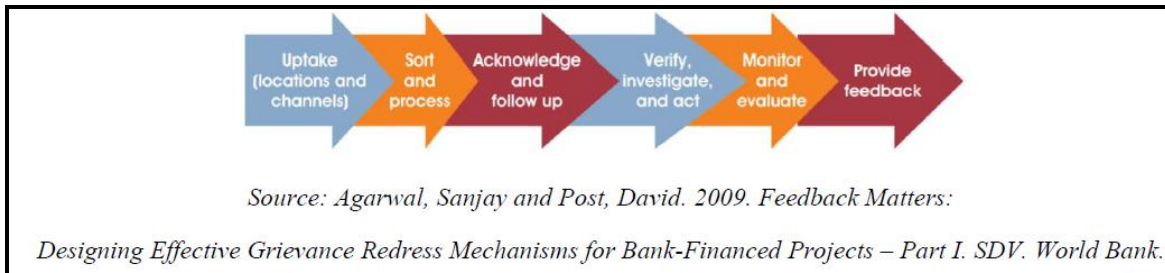 Uptake
(locations and
channels)
Sort
and
process
Acknowledge
and
follow up
Verify,
investigate,
and act
Monitor
and
evaluate
Provide
feedback
Source: Agarwal, Sanjay and Post, David. 2009. Feedback Matters:
Designing Effective Grievance Redress Mechanisms for Bank-Financed Projects – Part I. SDV. World Bank.